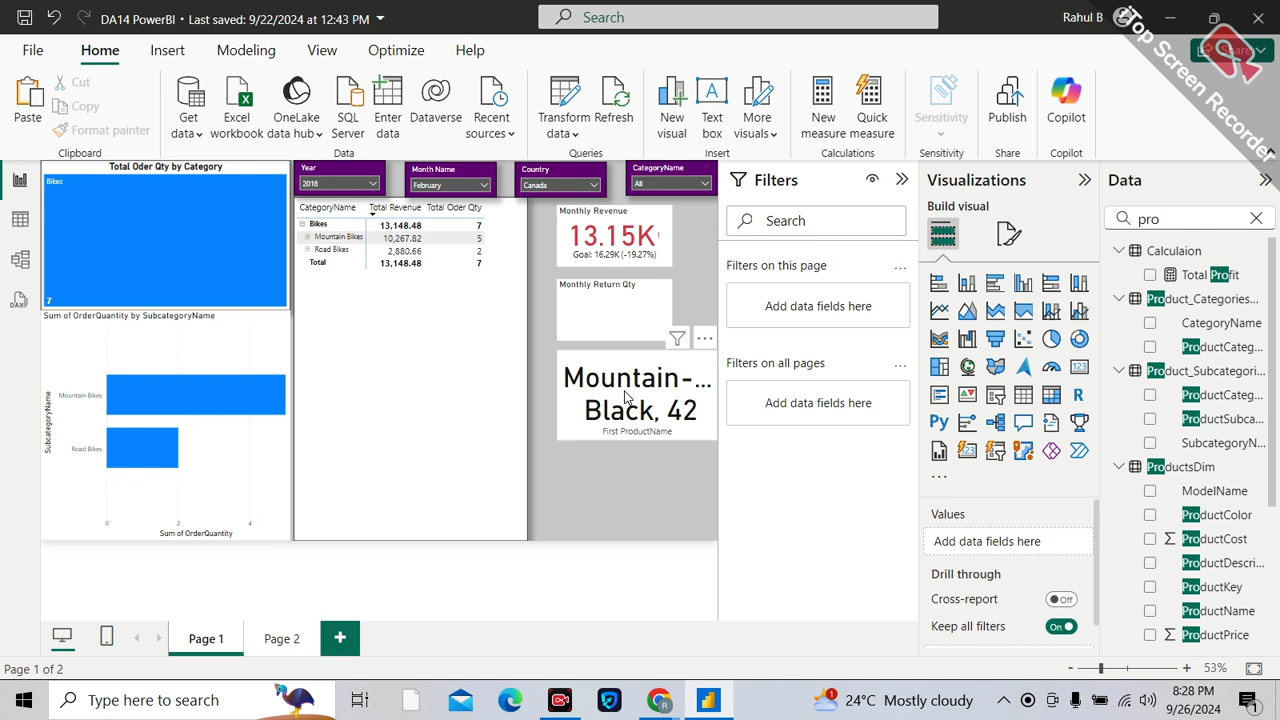 DA14 PowerBI • Last saved: 9/22/2024 at 12:43 PM
Search
Rahul B
iTop Screen Recorder
File
Home
Insert
Modeling
View
Optimize
Help
Share
Paste
Cut
Copy
Format painter
Clipboard
Get data
Excel workbook
OneLake data hub
SQL Server
Enter data
Dataverse
Recent sources
Data
Transform data
Refresh
Queries
New visual
Text box
More visuals
Insert
New measure
Quick measure
Calculations
Sensitivity
Sensitivity
Publish
Share
Copilot
Copilot
Total Oder Qty by Category
Bikes
7
Year
2016
Month Name
February
Country
Canada
CategoryName
All
CategoryName Total Revenue Total Oder Qty
Bikes 13,148.48 7
Mountain Bikes 10,267.82 5
Road Bikes 2,880.66 2
Total 13,148.48 7
Monthly Revenue
13.15K!
Goal: 16.29K (-19.27%)
Monthly Return Qty
Mountain-...
Black, 42
First ProductName
Sum of OrderQuantity by SubcategoryName
SubcategoryName
Mountain Bikes
Road Bikes
0 2 4
Sum of OrderQuantity
Filters
Search
Filters on this page ...
Add data fields here
Filters on all pages ...
Add data fields here
Visualizations
Build visual
123
R
Py
...
Values
Add data fields here
Drill through
Cross-report
Off
Keep all filters
On
Data
pro
Calculaion
Total Profit
Product_Categories...
CategoryName
ProductCateg...
Product_Subcategori...
ProductCateg...
ProductSubca...
SubcategoryN...
ProductsDim
ModelName
ProductColor
ProductCost
ProductDescri...
ProductKey
ProductName
ProductPrice
DAX
Page 1
Page 2
+
Page 1 of 2
- + 53%
Type here to search
1
24°C Mostly cloudy
8:28 PM
9/26/2024
1